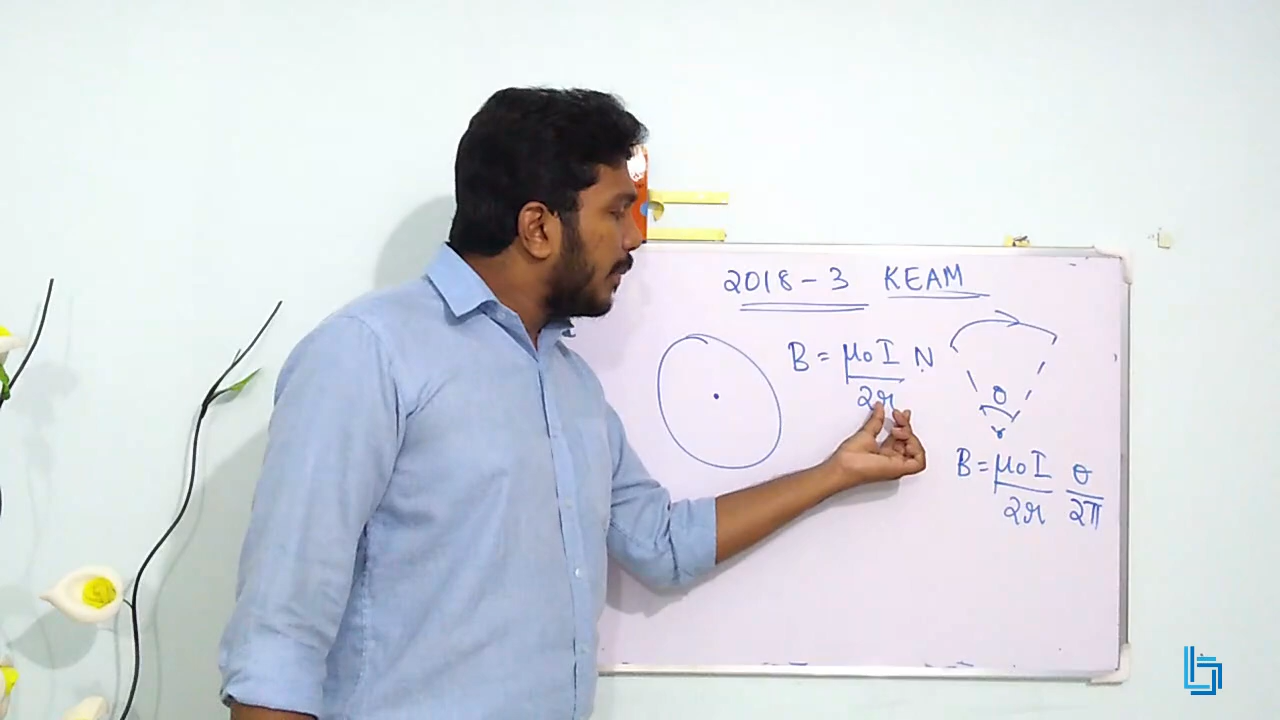 2018 - 3 KEAM
B = μ₀I/2r N
θ
r
B = μ₀I/2r θ/2π